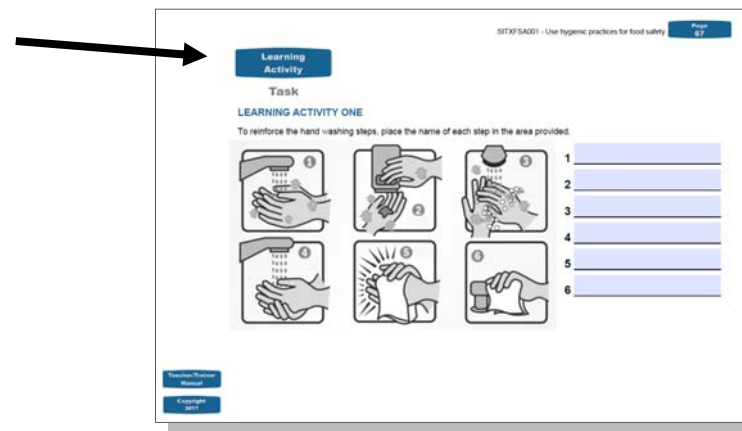 SITXFSA001 - Use hygienic practices for food safety
Page
67
Learning
Activity
Task
LEARNING ACTIVITY ONE
To reinforce the hand washing steps, place the name of each step in the area provided.
1
2
3
4
5
6
1
2
3
4
5
6
Teacher/Trainer
Manual
Copyright
2017